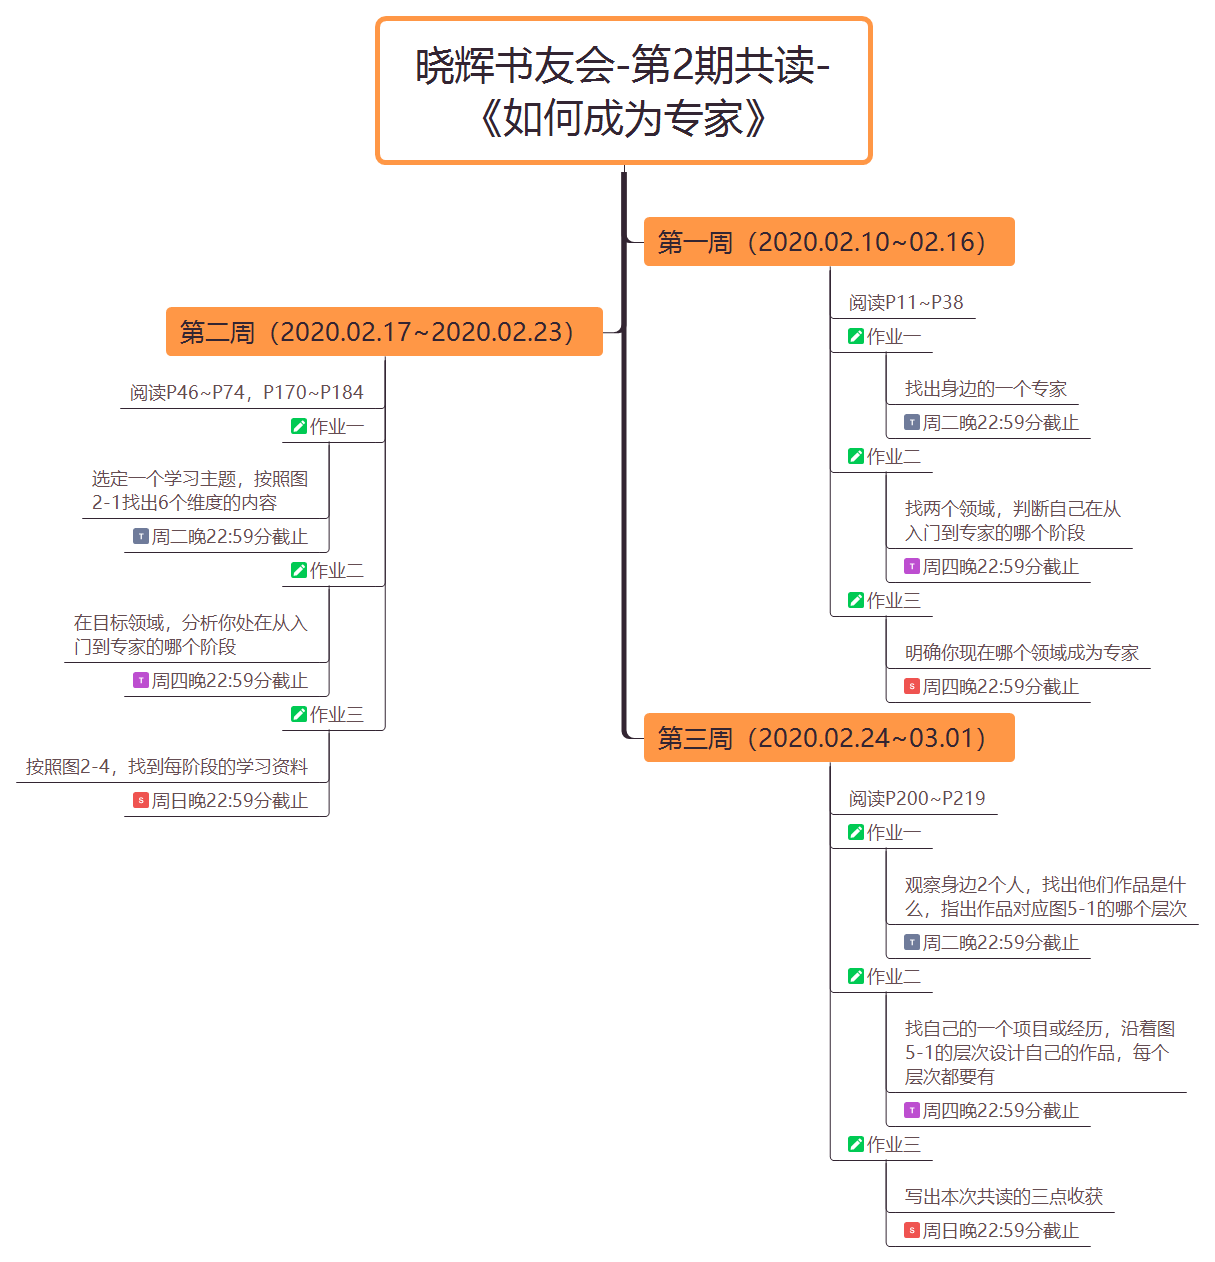 晓辉书友会-第2期共读-
《如何成为专家》
第一周（2020.02.10~02.16）
阅读P11~P38
作业一
找出身边的一个专家
T 周二晚22:59分截止
作业二
找两个领域，判断自己在从
入门到专家的哪个阶段
T 周四晚22:59分截止
作业三
明确你现在哪个领域成为专家
S 周四晚22:59分截止
第二周（2020.02.17~2020.02.23）
阅读P46~P74，P170~P184
作业一
选定一个学习主题，按照图
2-1找出6个维度的内容
T 周二晚22:59分截止
作业二
在目标领域，分析你处在从入
门到专家的哪个阶段
T 周四晚22:59分截止
作业三
按照图2-4，找到每阶段的学习资料
S 周日晚22:59分截止
第三周（2020.02.24~03.01）
阅读P200~P219
作业一
观察身边2个人，找出他们作品是什
么，指出作品对应图5-1的哪个层次
T 周二晚22:59分截止
作业二
找自己的一个项目或经历，沿着图
5-1的层次设计自己的作品，每个
层次都要有
T 周四晚22:59分截止
作业三
写出本次共读的三点收获
S 周日晚22:59分截止